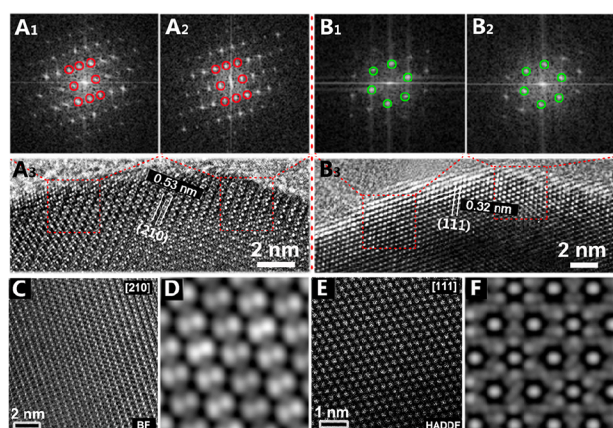 A1
A2
B1
B2
A3
0.53 nm
(210)
2 nm
B3
(111)
0.32 nm
2 nm
C
[210]
2 nm
BF
D
E
[111]
1 nm
HADDF
F